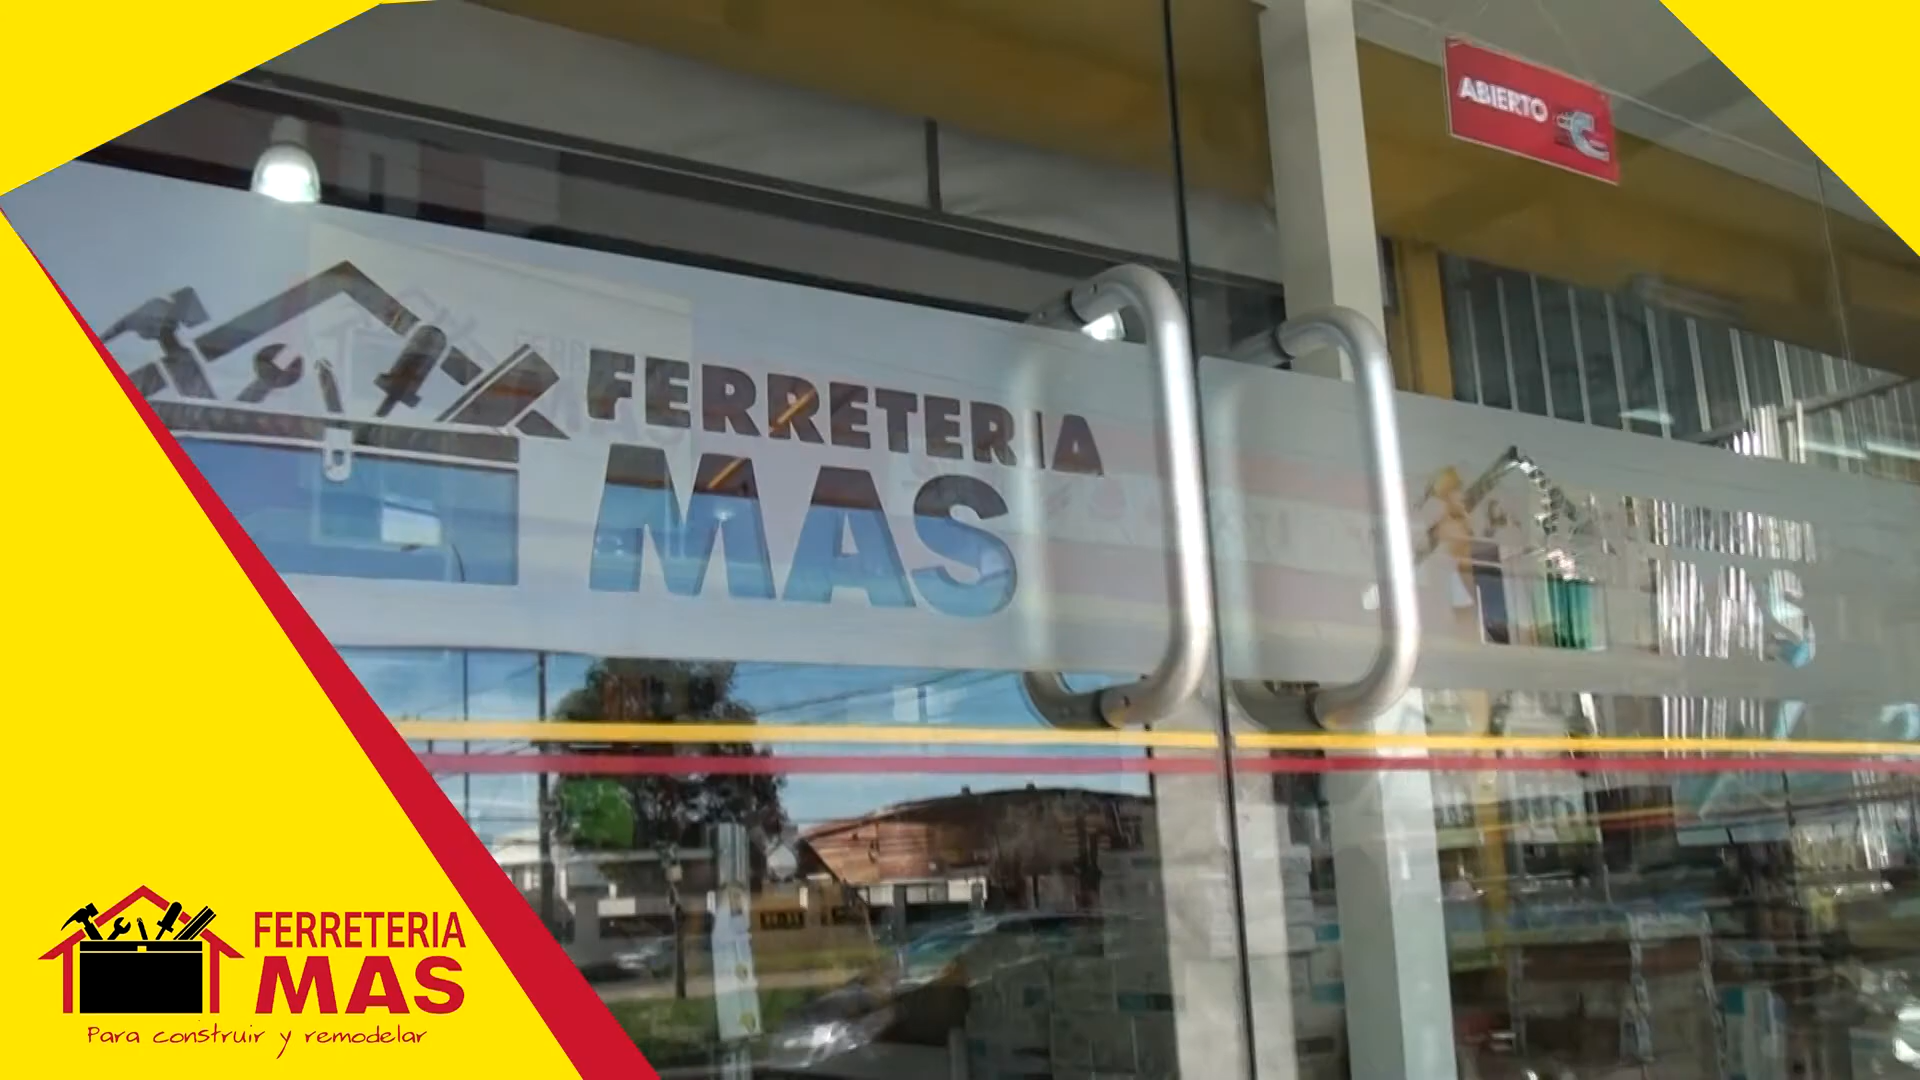 ABIERTO
FERRETERIA
MAS
MAS
FERRETERIA
MAS
Para construir y remodelar